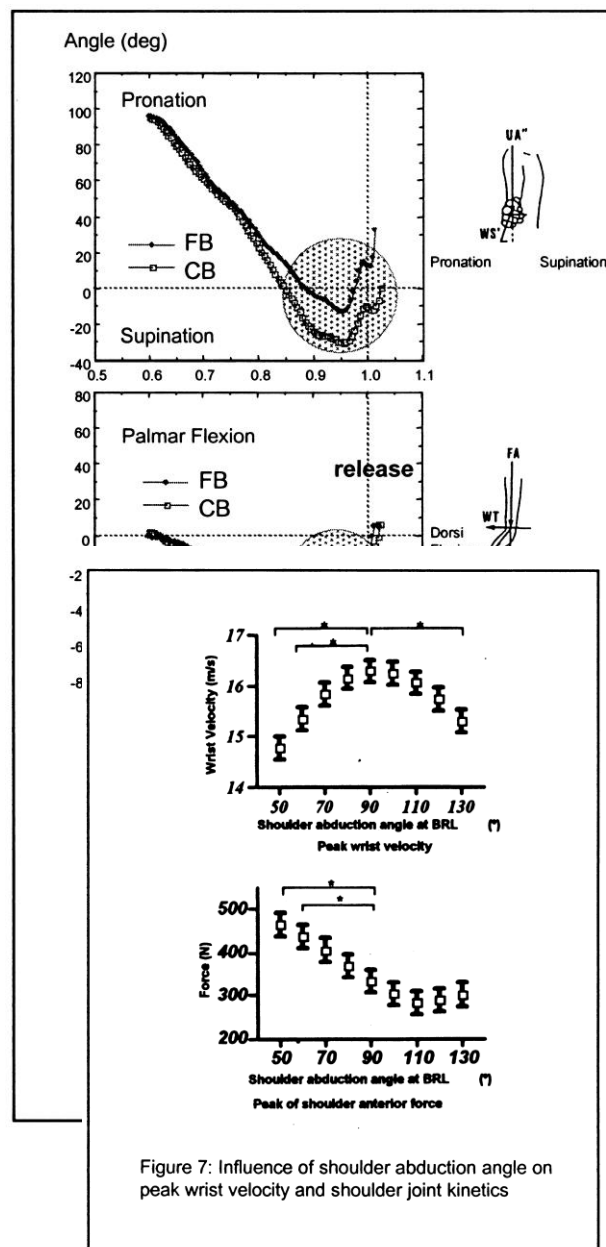 Angle (deg)
120
Pronation
100
80
60
FB
40
CB
20
0
-20
Supination
-40
0.5 0.6 0.7 0.8 0.9 1.0 1.1
UA"
WS'
Pronation Supination
80
Palmar Flexion
60
release
FB
40
CB
20
0
FA
WT
Dorsi
-2
-4
-6
-8
* *
* 
17
16
15
14
Wrist Velocity (m/s)
50 70 90 110 130
Shoulder abduction angle at BRL (°)
Peak wrist velocity
*
*
500
400
300
200
Force (N)
50 70 90 110 130
Shoulder abduction angle at BRL (°)
Peak of shoulder anterior force
Figure 7: Influence of shoulder abduction angle on
peak wrist velocity and shoulder joint kinetics